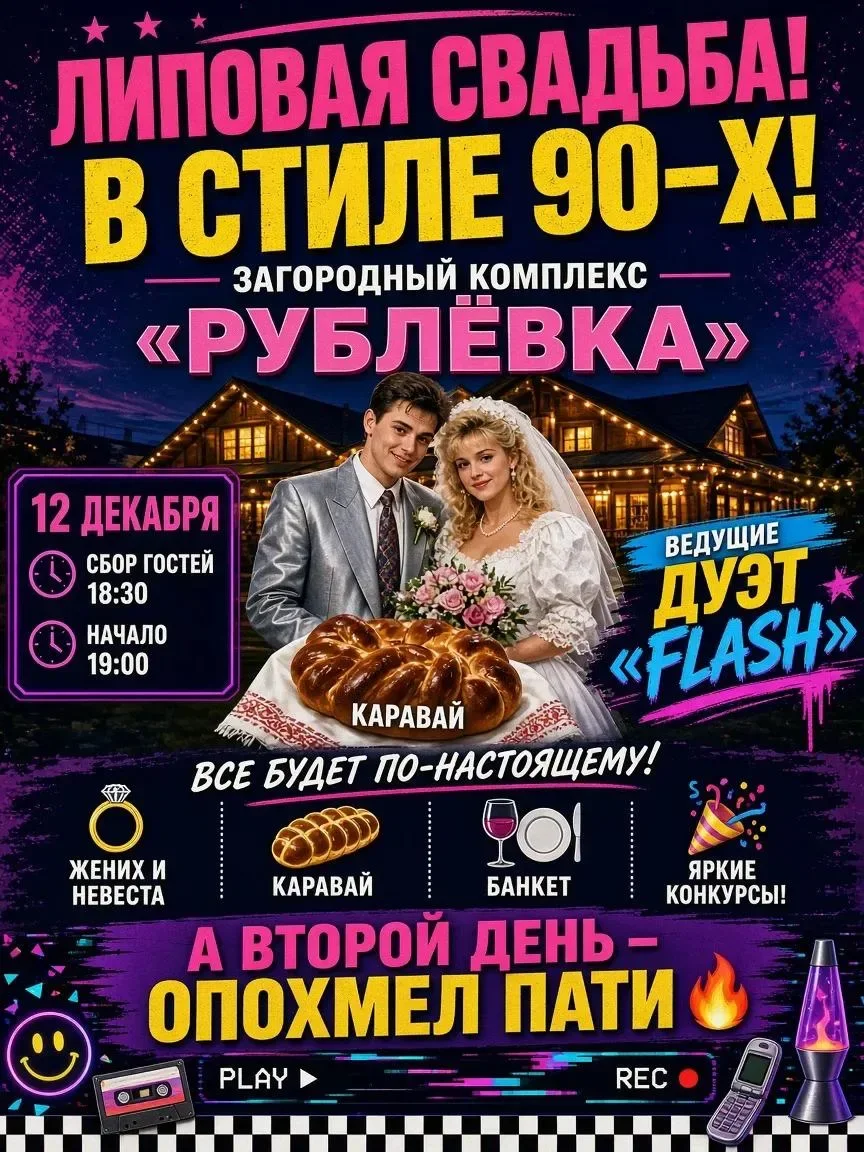 ЛИПОВАЯ СВАДЬБА!
В СТИЛЕ 90-Х!
ЗАГОРОДНЫЙ КОМПЛЕКС
«РУБЛЁВКА»
12 ДЕКАБРЯ
СБОР ГОСТЕЙ
18:30
НАЧАЛО
19:00
ВЕДУЩИЕ
ДУЭТ
«FLASH»
КАРАВАЙ
ВСЕ БУДЕТ ПО-НАСТОЯЩЕМУ!
ЖЕНИХ И
НЕВЕСТА
КАРАВАЙ
БАНКЕТ
ЯРКИЕ
КОНКУРСЫ!
А ВТОРОЙ ДЕНЬ –
ОПОХМЕЛ ПАТИ
PLAY
REC